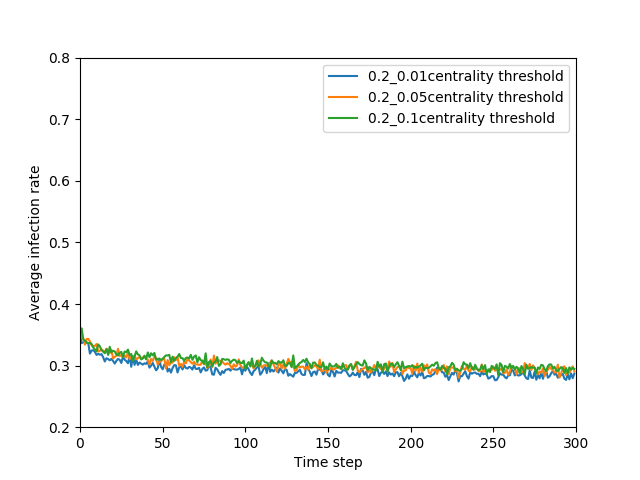 0.8
0.7
0.6
0.5
0.4
0.3
0.2
Average infection rate
0.2_0.01centrality threshold
0.2_0.05centrality threshold
0.2_0.1centrality threshold
0 50 100 150 200 250 300
Time step